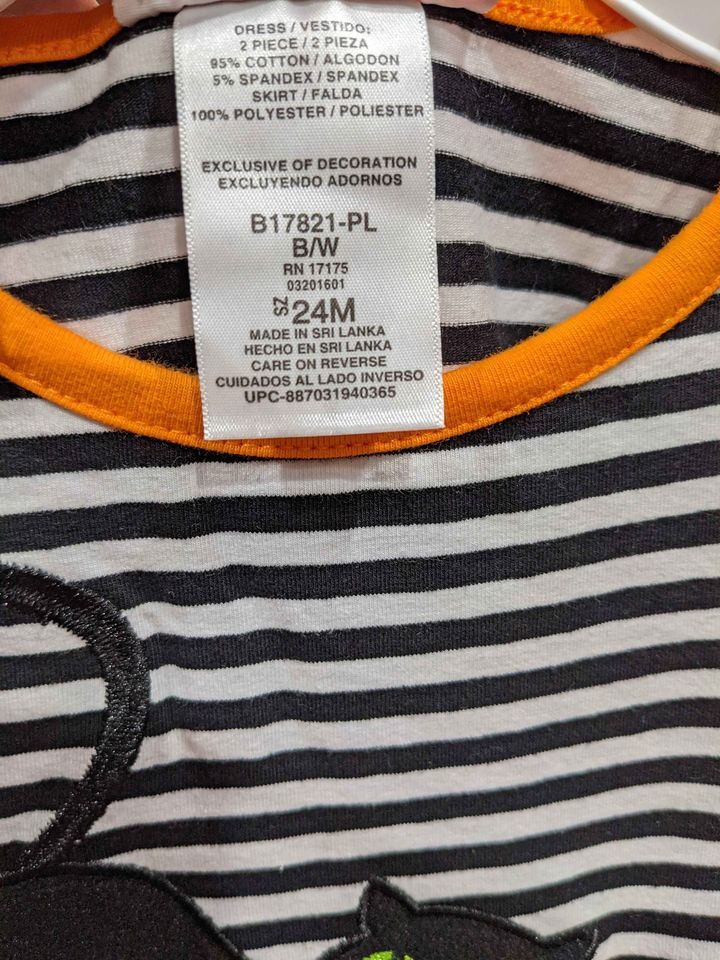 DRESS / VESTIDO:
2 PIECE / 2 PIEZA
95% COTTON / ALGODON
5% SPANDEX / SPANDEX
SKIRT / FALDA
100% POLYESTER / POLIESTER
EXCLUSIVE OF DECORATION
EXCLUYENDO ADORNOS
B17821-PL
B/W
RN 17175
03201601
ZS 24M
MADE IN SRI LANKA
HECHO EN SRI LANKA
CARE ON REVERSE
CUIDADOS AL LADO INVERSO
UPC-887031940365